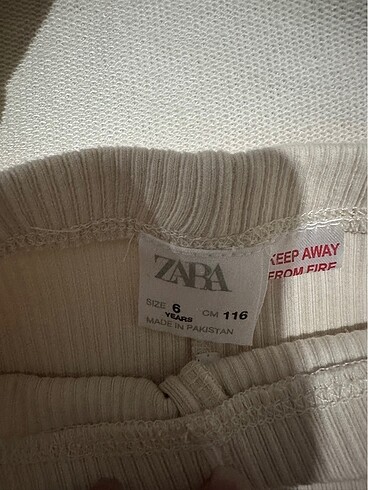 ZARA
SIZE 6 YEARS CM 116
MADE IN PAKISTAN
KEEP AWAY
FROM FIRE